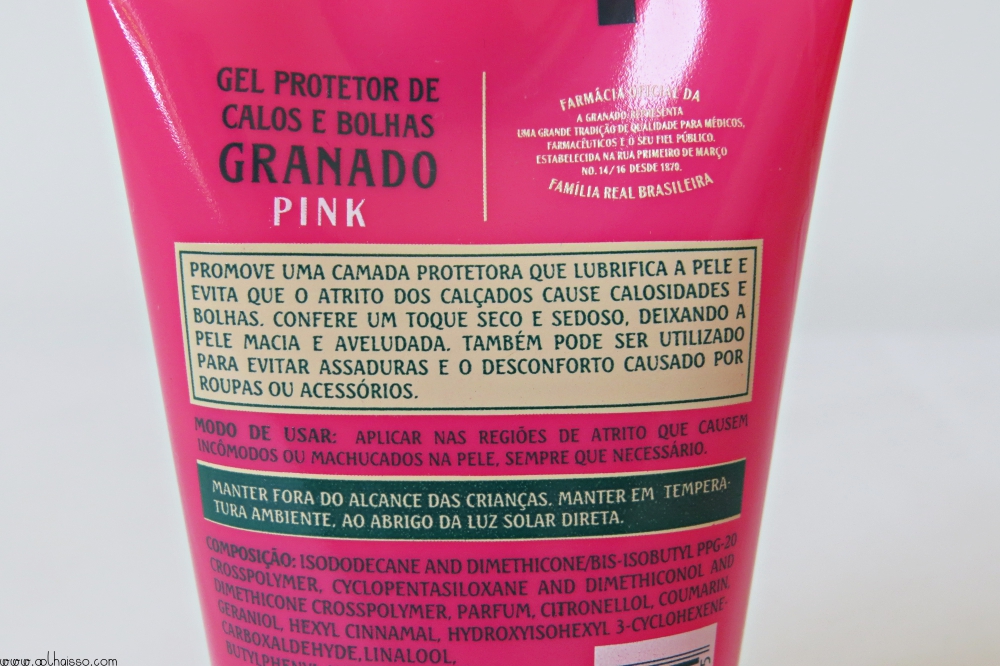 GEL PROTETOR DE
CALOS E BOLHAS
GRANADO
PINK
FARMÁCIA OFICIAL DA
A GRANADO REPRESENTA
UMA GRANDE TRADIÇÃO DE QUALIDADE PARA MÉDICOS,
FARMACÊUTICOS E O SEU FIEL PÚBLICO.
ESTABELECIDA NA RUA PRIMEIRO DE MARÇO
NO. 14/16 DESDE 1870.
FAMÍLIA REAL BRASILEIRA
PROMOVE UMA CAMADA PROTETORA QUE LUBRIFICA A PELE E
EVITA QUE O ATRITO DOS CALÇADOS CAUSE CALOSIDADES E
BOLHAS. CONFERE UM TOQUE SECO E SEDOSO, DEIXANDO A
PELE MACIA E AVELUDADA. TAMBÉM PODE SER UTILIZADO
PARA EVITAR ASSADURAS E O DESCONFORTO CAUSADO POR
ROUPAS OU ACESSÓRIOS.
MODO DE USAR: APLICAR NAS REGIÕES DE ATRITO QUE CAUSEM
INCÔMODOS OU MACHUCADOS NA PELE, SEMPRE QUE NECESSÁRIO.
MANTER FORA DO ALCANCE DAS CRIANÇAS. MANTER EM TEMPERA-
TURA AMBIENTE, AO ABRIGO DA LUZ SOLAR DIRETA.
COMPOSIÇÃO: ISODODECANE AND DIMETHICONE/BIS-ISOBUTYL PPG-20
CROSSPOLYMER, CYCLOPENTASILOXANE AND DIMETHICONOL AND
DIMETHICONE CROSSPOLYMER, PARFUM, CITRONELLOL, COUMARIN,
GERANIOL, HEXYL CINNAMAL, HYDROXYISOHEXYL 3-CYCLOHEXENE-
CARBOXALDEHYDE, LINALOOL,
www.oolhaisso.com